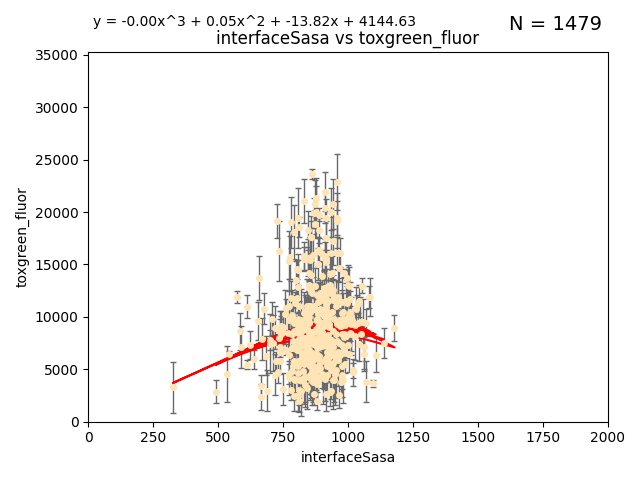 y = -0.00x^3 + 0.05x^2 + -13.82x + 4144.63
N = 1479
interfaceSasa vs toxgreen_fluor
35000
30000
25000
20000
15000
10000
5000
0
toxgreen_fluor
0 250 500 750 1000 1250 1500 1750 2000
interfaceSasa